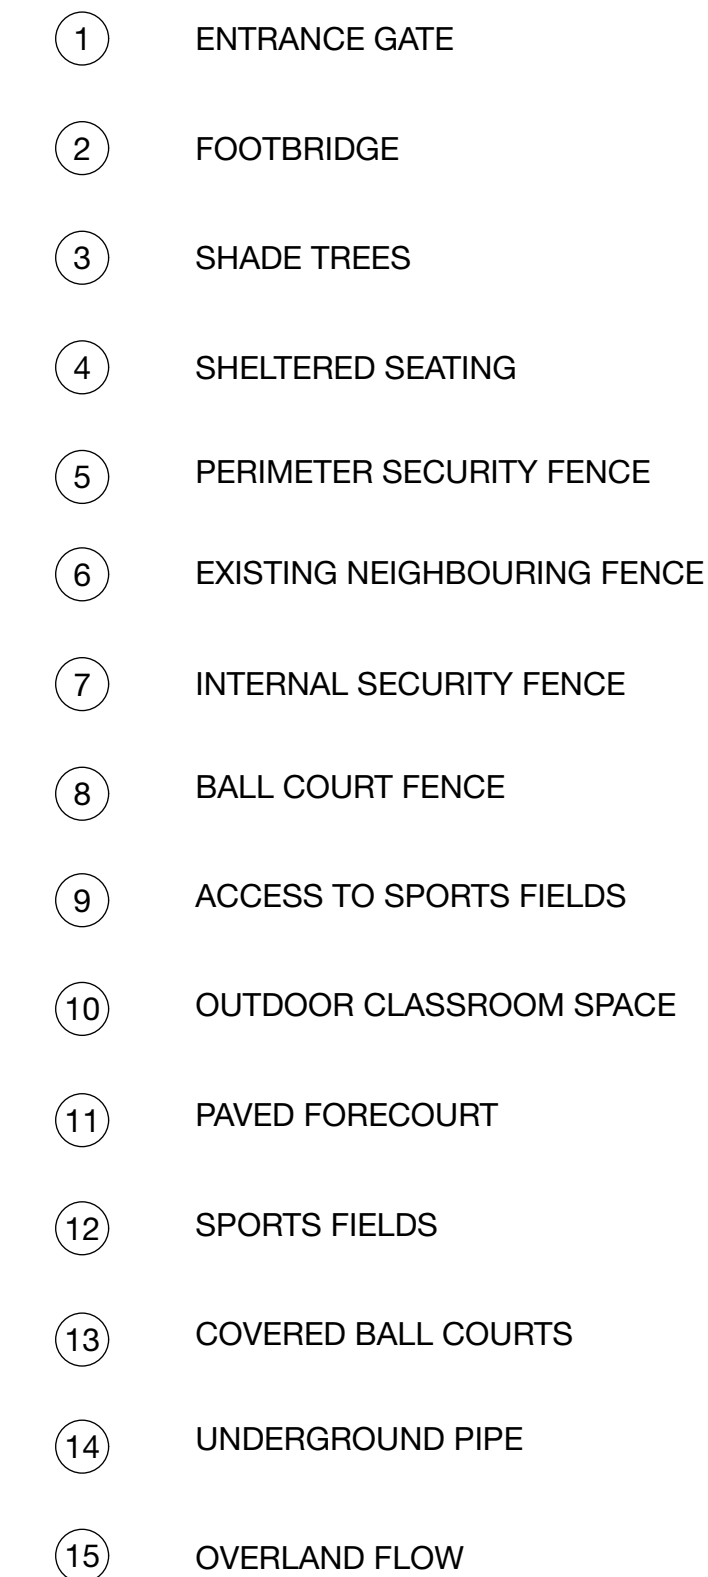 1 ENTRANCE GATE
2 FOOTBRIDGE
3 SHADE TREES
4 SHELTERED SEATING
5 PERIMETER SECURITY FENCE
6 EXISTING NEIGHBOURING FENCE
7 INTERNAL SECURITY FENCE
8 BALL COURT FENCE
9 ACCESS TO SPORTS FIELDS
10 OUTDOOR CLASSROOM SPACE
11 PAVED FORECOURT
12 SPORTS FIELDS
13 COVERED BALL COURTS
14 UNDERGROUND PIPE
15 OVERLAND FLOW